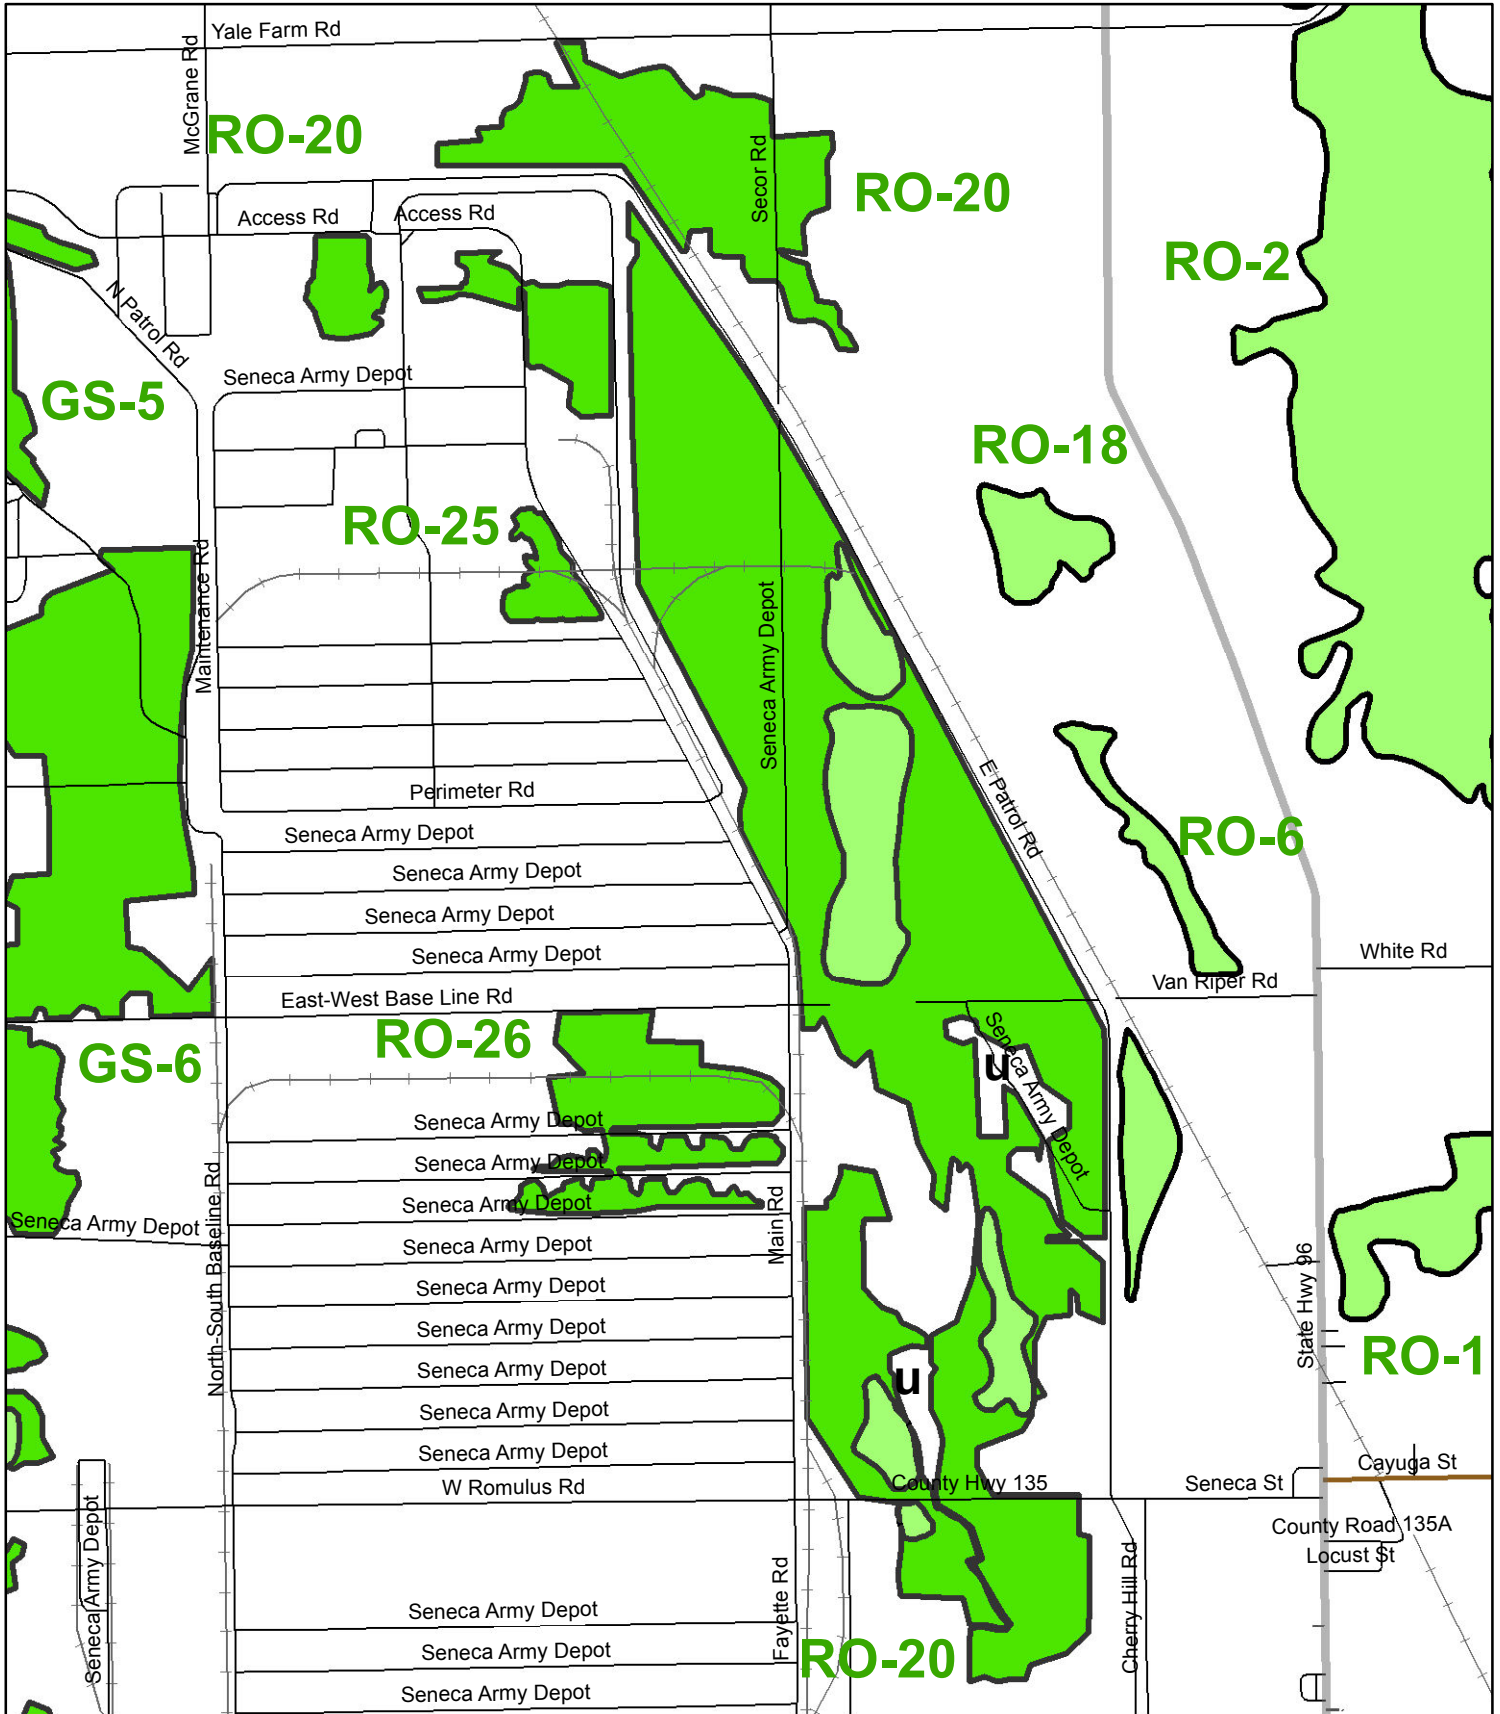 Yale Farm Rd
McGrane Rd
RO-20
Secor Rd
RO-20
Access Rd
Access Rd
RO-2
N Patrol Rd
Seneca Army Depot
GS-5
RO-18
RO-25
Maintenance Rd
Seneca Army Depot
E Patrol Rd
Perimeter Rd
Seneca Army Depot
RO-6
Seneca Army Depot
Seneca Army Depot
Seneca Army Depot
White Rd
Van Riper Rd
East-West Base Line Rd
RO-26
GS-6
u
Seneca Army Depot
Seneca Army Depot
Seneca Army Depot
Seneca Army Depot
Seneca Army Depot
North-South Baseline Rd
Main Rd
Seneca Army Depot
Seneca Army Depot
Seneca Army Depot
State Hwy 96
RO-1
Seneca Army Depot
u
Seneca Army Depot
Seneca Army Depot
W Romulus Rd
County Hwy 135
Seneca St
Cayuga St
Seneca Army Depot
County Road 135A
Locust St
Fayette Rd
Cherry Hill Rd
Seneca Army Depot
Seneca Army Depot
RO-20
Seneca Army Depot